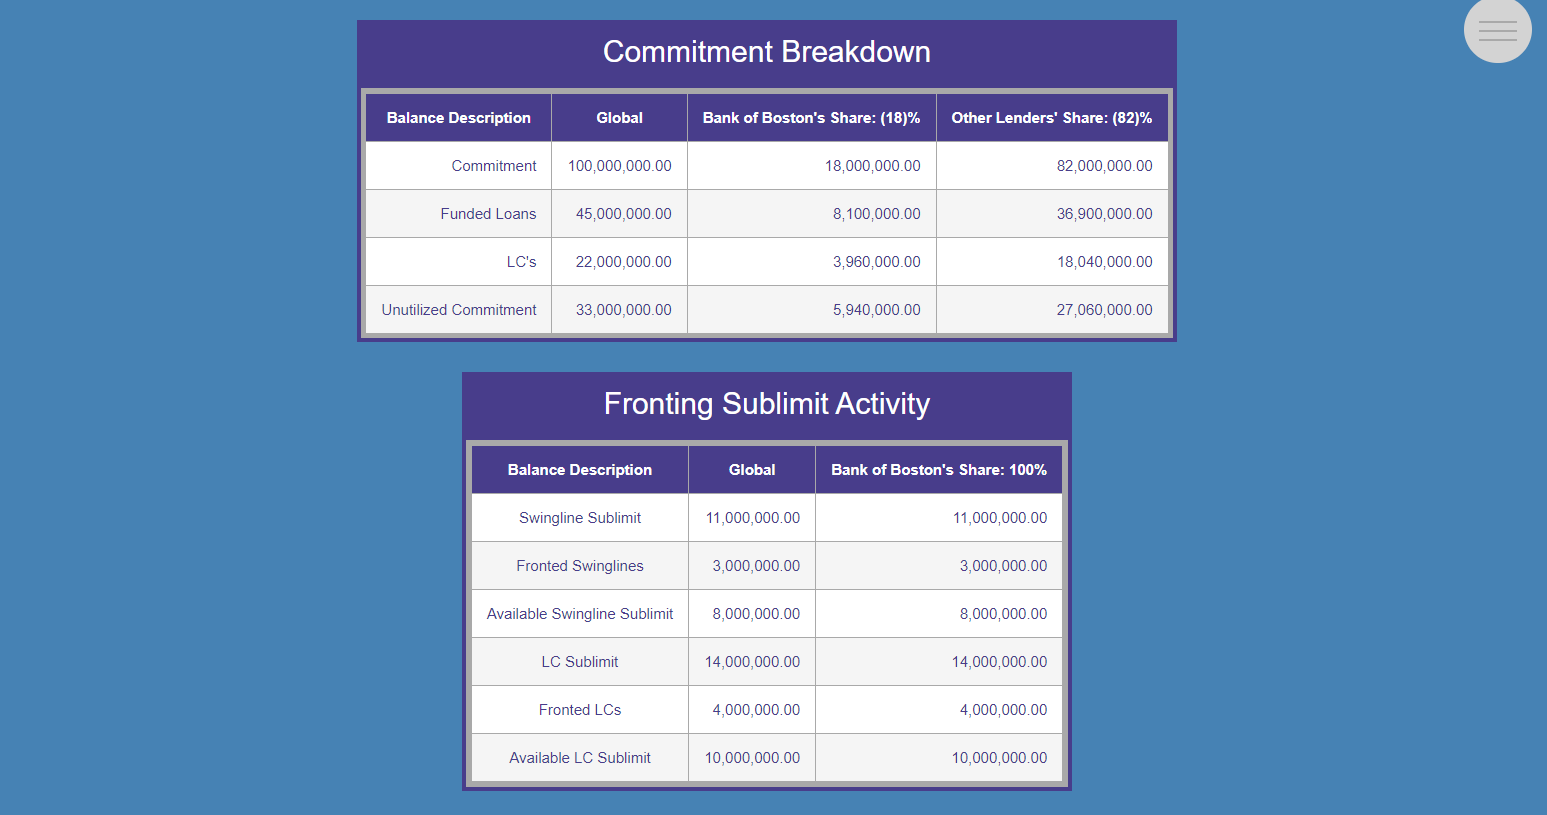 Commitment Breakdown
Balance Description Global Bank of Boston's Share: (18)% Other Lenders' Share: (82)%
Commitment 100,000,000.00 18,000,000.00 82,000,000.00
Funded Loans 45,000,000.00 8,100,000.00 36,900,000.00
LC's 22,000,000.00 3,960,000.00 18,040,000.00
Unutilized Commitment 33,000,000.00 5,940,000.00 27,060,000.00
Fronting Sublimit Activity
Balance Description Global Bank of Boston's Share: 100%
Swingline Sublimit 11,000,000.00 11,000,000.00
Fronted Swinglines 3,000,000.00 3,000,000.00
Available Swingline Sublimit 8,000,000.00 8,000,000.00
LC Sublimit 14,000,000.00 14,000,000.00
Fronted LCs 4,000,000.00 4,000,000.00
Available LC Sublimit 10,000,000.00 10,000,000.00